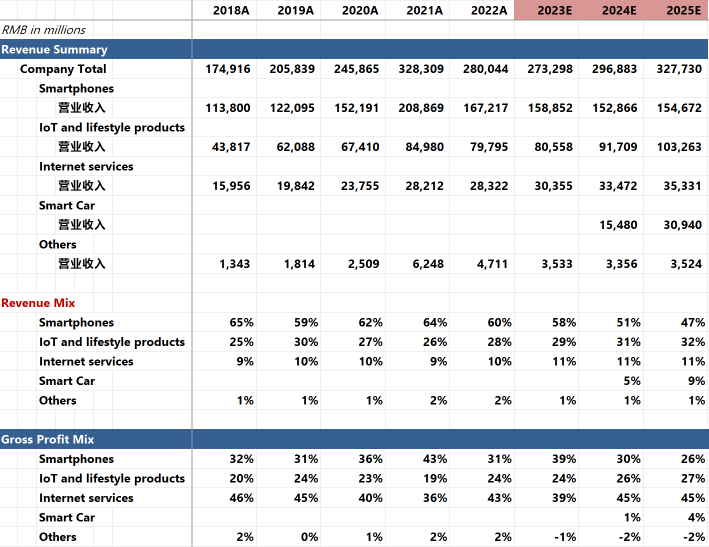 2018A 2019A 2020A 2021A 2022A 2023E 2024E 2025E
RMB in millions
Revenue Summary
Company Total 174,916 205,839 245,865 328,309 280,044 273,298 296,883 327,730
Smartphones
营业收入 113,800 122,095 152,191 208,869 167,217 158,852 152,866 154,672
IoT and lifestyle products
营业收入 43,817 62,088 67,410 84,980 79,795 80,558 91,709 103,263
Internet services
营业收入 15,956 19,842 23,755 28,212 28,322 30,355 33,472 35,331
Smart Car
营业收入 15,480 30,940
Others
营业收入 1,343 1,814 2,509 6,248 4,711 3,533 3,356 3,524
Revenue Mix
Smartphones 65% 59% 62% 64% 60% 58% 51% 47%
IoT and lifestyle products 25% 30% 27% 26% 28% 29% 31% 32%
Internet services 9% 10% 10% 9% 10% 11% 11% 11%
Smart Car 5% 9%
Others 1% 1% 1% 2% 2% 1% 1% 1%
Gross Profit Mix
Smartphones 32% 31% 36% 43% 31% 39% 30% 26%
IoT and lifestyle products 20% 24% 23% 19% 24% 24% 26% 27%
Internet services 46% 45% 40% 36% 43% 39% 45% 45%
Smart Car 1% 4%
Others 2% 0% 1% 2% 2% -1% -2% -2%